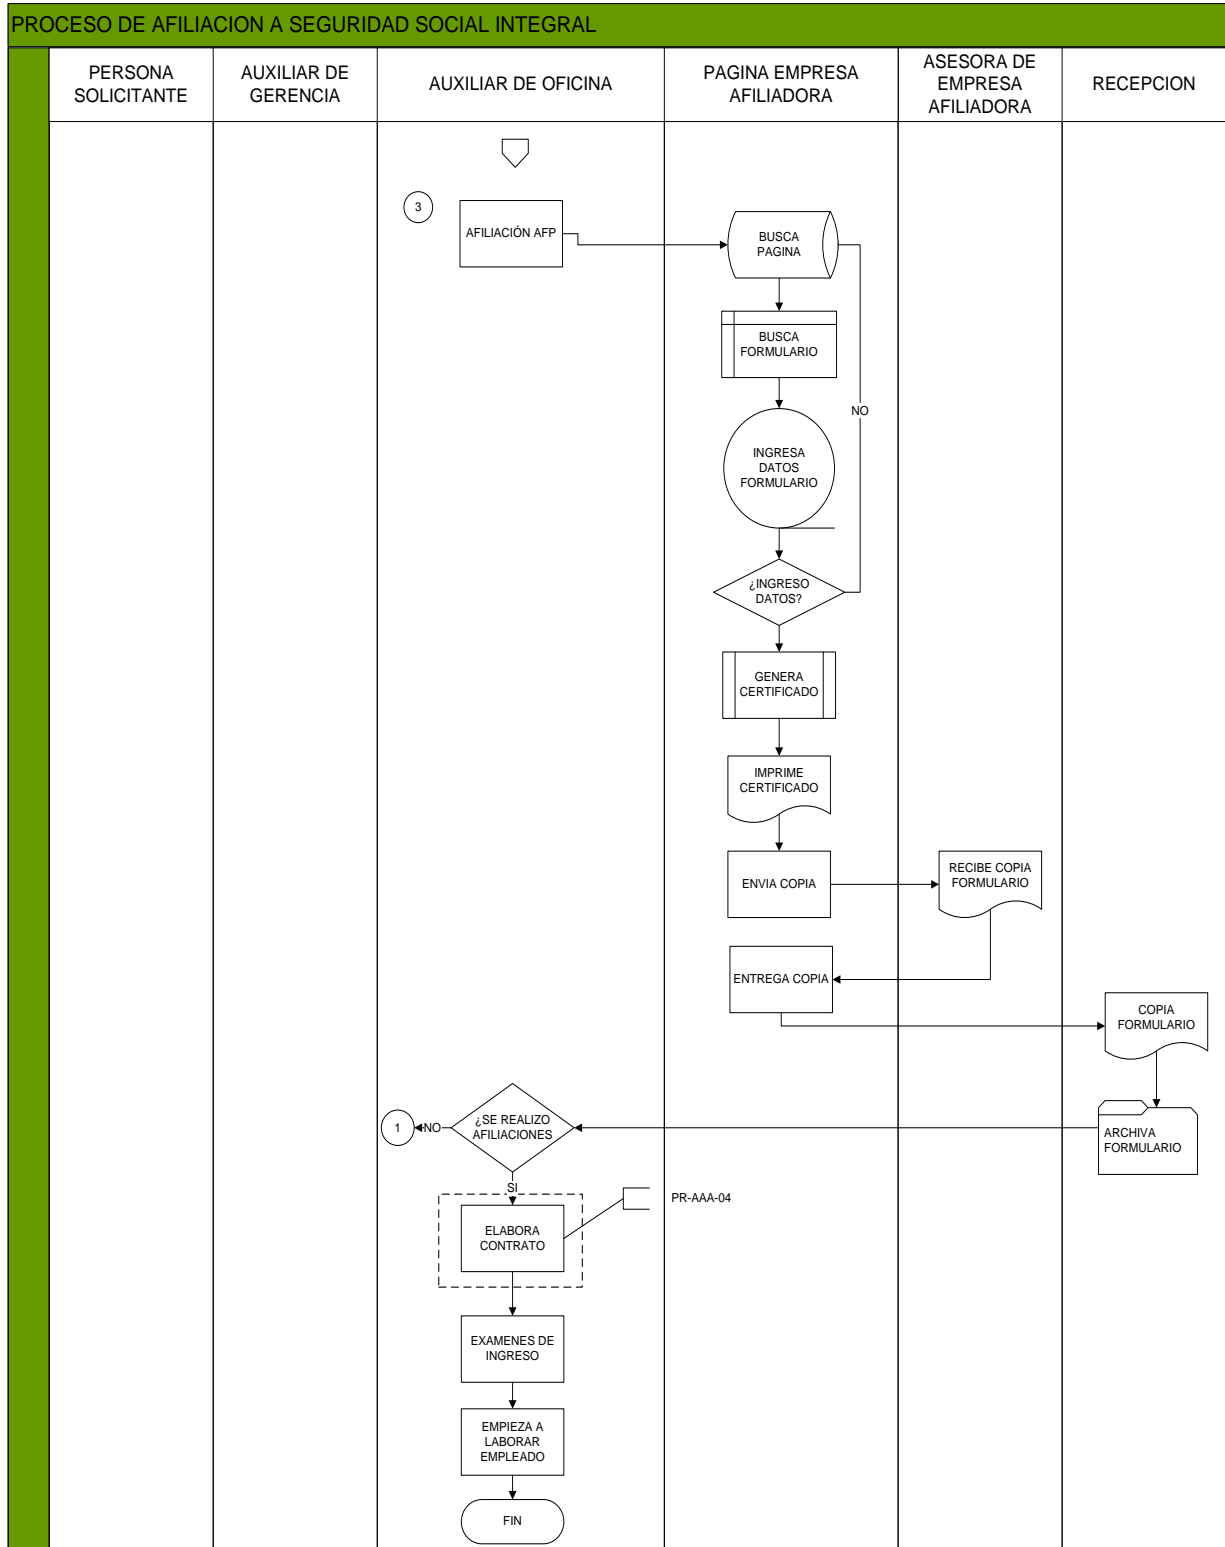 PROCESO DE AFILIACION A SEGURIDAD SOCIAL INTEGRAL
PERSONA
SOLICITANTE
AUXILIAR DE
GERENCIA
AUXILIAR DE OFICINA
PAGINA EMPRESA
AFILIADORA
ASESORA DE
EMPRESA
AFILIADORA
RECEPCION
3
AFILIACIÓN AFP
BUSCA
PAGINA
BUSCA
FORMULARIO
NO
INGRESA
DATOS
FORMULARIO
¿INGRESO
DATOS?
GENERA
CERTIFICADO
IMPRIME
CERTIFICADO
ENVIA COPIA
RECIBE COPIA
FORMULARIO
ENTREGA COPIA
COPIA
FORMULARIO
ARCHIVA
FORMULARIO
¿SE REALIZO
AFILIACIONES
NO
1
SI
ELABORA
CONTRATO
PR-AAA-04
EXAMENES DE
INGRESO
EMPIEZA A
LABORAR
EMPLEADO
FIN